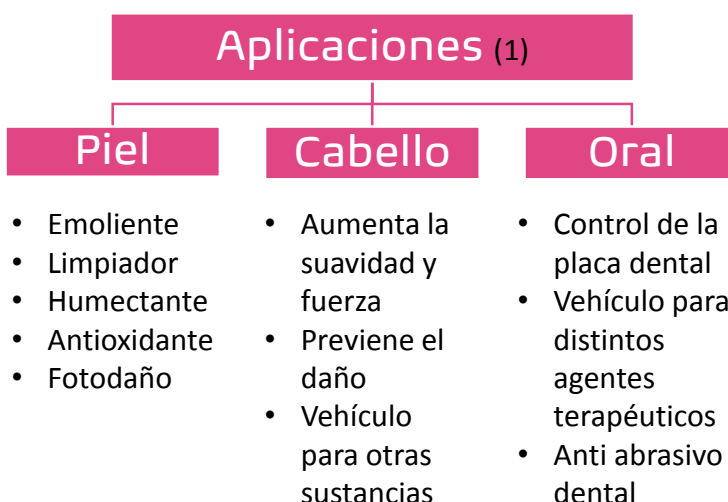 Aplicaciones (1)
Piel
• Emoliente
• Limpiador
• Humectante
• Antioxidante
• Fotodaño
Cabello
• Aumenta la
suavidad y
fuerza
• Previene el
daño
• Vehículo
para otras
sustancias
Oral
• Control de la
placa dental
• Vehículo para
distintos
agentes
terapéuticos
• Anti abrasivo
dental